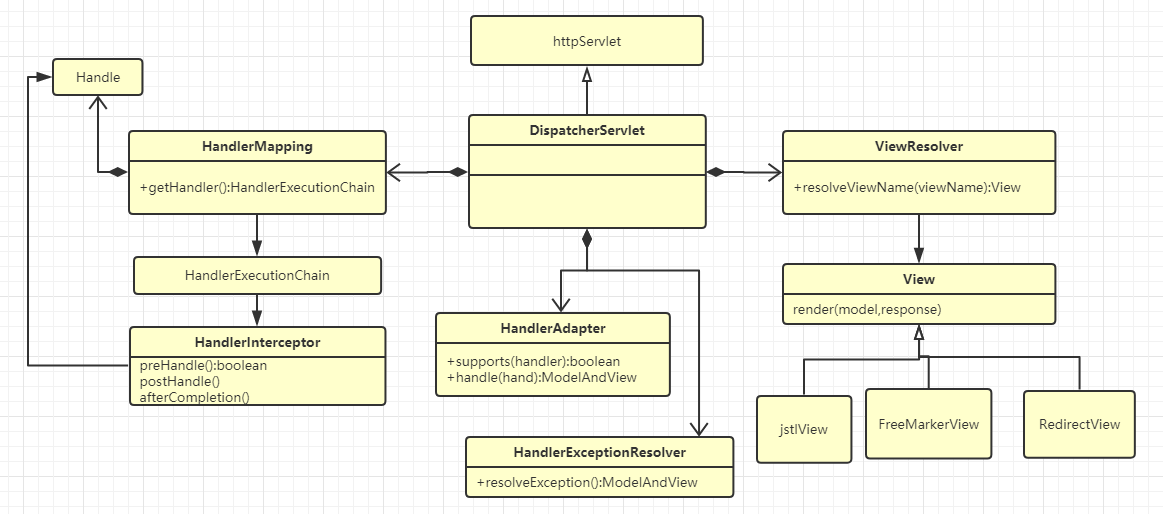 httpServlet
Handle
DispatcherServlet
HandlerMapping
+getHandler():HandlerExecutionChain
ViewResolver
+resolveViewName(viewName):View
HandlerExecutionChain
View
render(model,response)
HandlerInterceptor
preHandle():boolean
postHandle()
afterCompletion()
HandlerAdapter
+supports(handler):boolean
+handle(hand):ModelAndView
jstlView
FreeMarkerView
RedirectView
HandlerExceptionResolver
+resolveException():ModelAndView